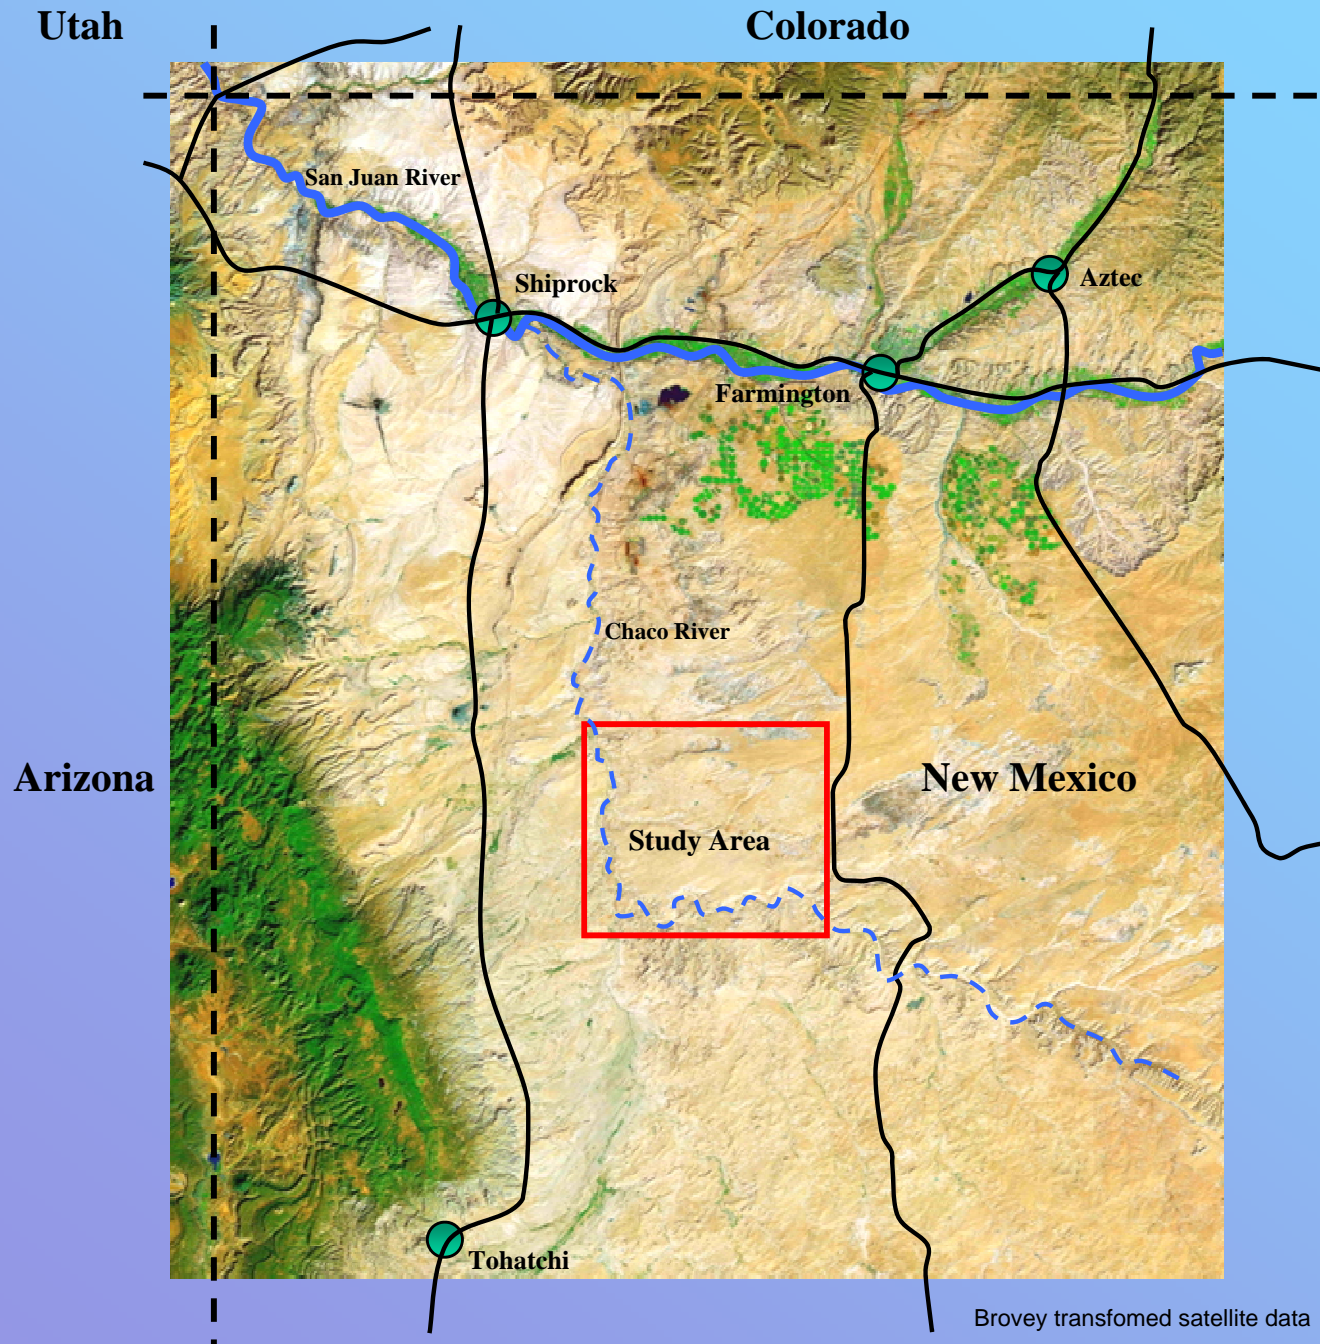 Utah
Colorado
San Juan River
Shiprock
Aztec
Farmington
Chaco River
Arizona
New Mexico
Study Area
Tohatchi
Brovey transfomed satellite data